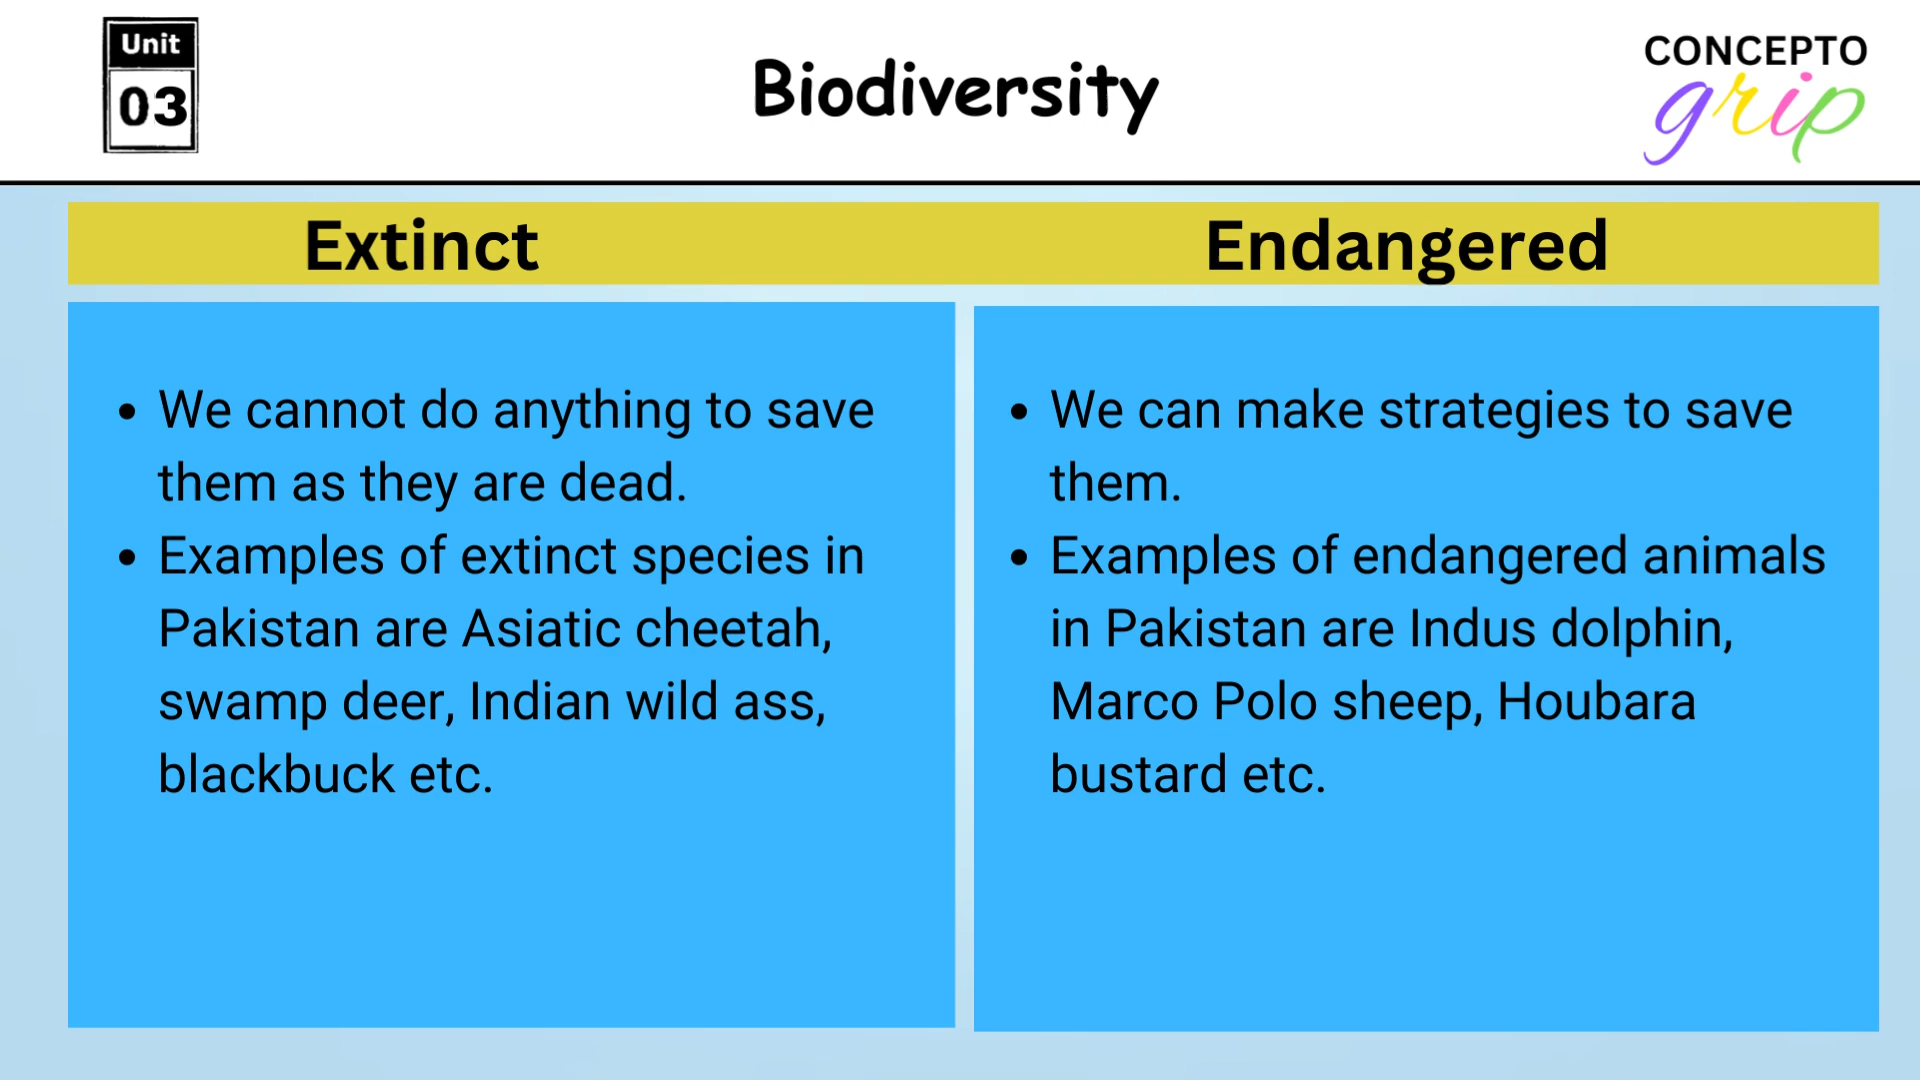 Unit
03
Biodiversity
CONCEPTO
grip
Extinct
Endangered
• We cannot do anything to save
them as they are dead.
• Examples of extinct species in
Pakistan are Asiatic cheetah,
swamp deer, Indian wild ass,
blackbuck etc.
• We can make strategies to save
them.
• Examples of endangered animals
in Pakistan are Indus dolphin,
Marco Polo sheep, Houbara
bustard etc.